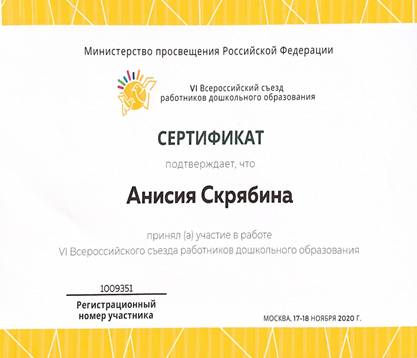 Министерство просвещения Российской Федерации
VI Всероссийский съезд
работников дошкольного образования
СЕРТИФИКАТ
подтверждает, что
Анисия Скрябина
принял (а) участие в работе
VI Всероссийского съезда работников дошкольного образования
1009351
Регистрационный
номер участника
МОСКВА, 17-18 НОЯБРЯ 2020 Г.